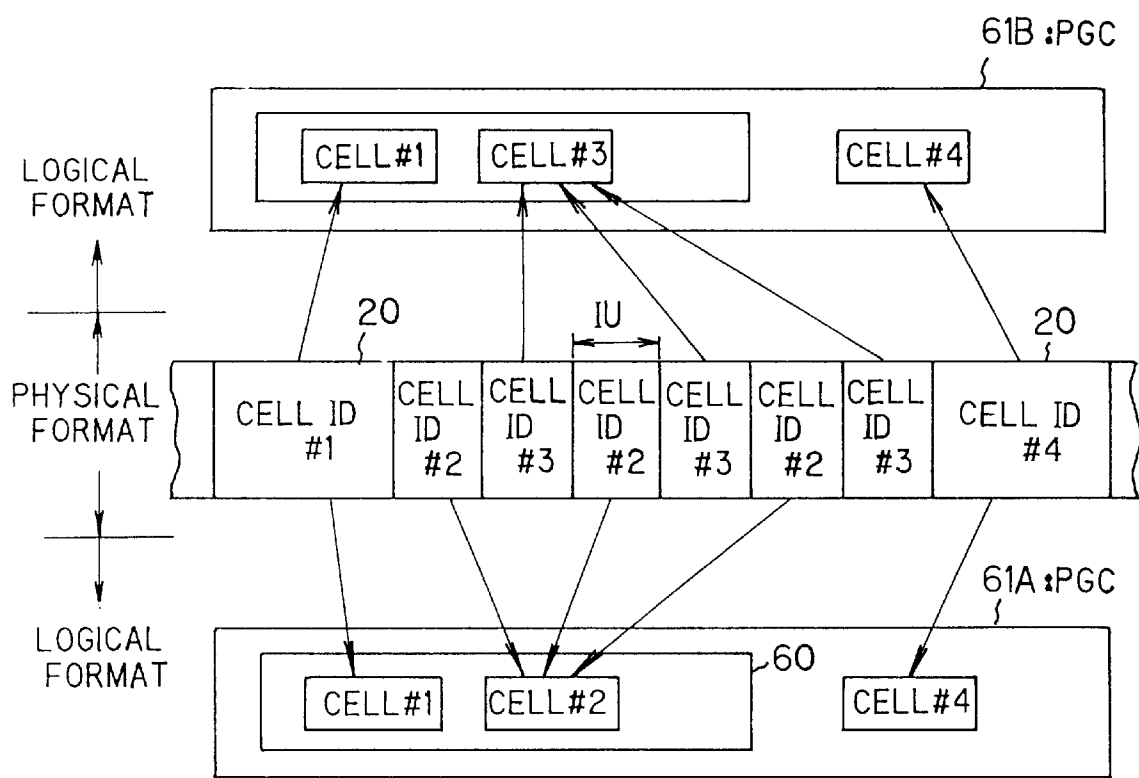 61B :PGC
CELL#1
CELL#3
CELL#4
LOGICAL
FORMAT
20
IU
20
PHYSICAL
FORMAT
CELL ID
#1
CELL
ID
#2
CELL
ID
#3
CELL
ID
#2
CELL
ID
#3
CELL
ID
#2
CELL
ID
#3
CELL ID
#4
61A :PGC
LOGICAL
FORMAT
60
CELL#1
CELL#2
CELL#4